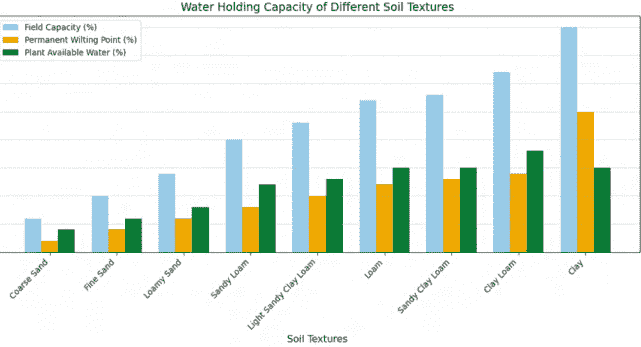 Water Holding Capacity of Different Soil Textures
Field Capacity (%)
Permanent Wilting Point (%)
Plant Available Water (%)
Coarse Sand
Fine Sand
Loamy Sand
Sandy Loam
Light Sandy Clay Loam
Loam
Sandy Clay Loam
Clay Loam
Clay
Soil Textures